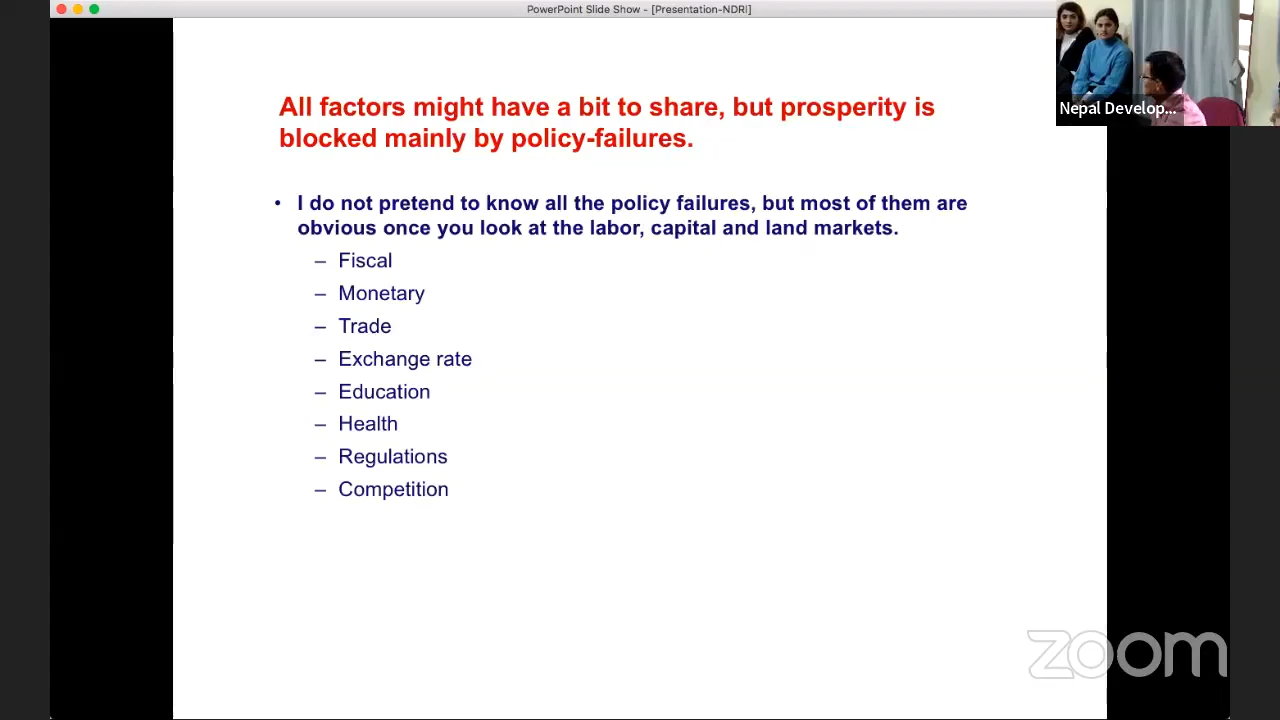 PowerPoint Slide Show - [Presentation-NDRI]
Nepal Develop...
All factors might have a bit to share, but prosperity is
blocked mainly by policy-failures.
• I do not pretend to know all the policy failures, but most of them are
obvious once you look at the labor, capital and land markets.
– Fiscal
– Monetary
– Trade
– Exchange rate
– Education
– Health
– Regulations
– Competition
zoom